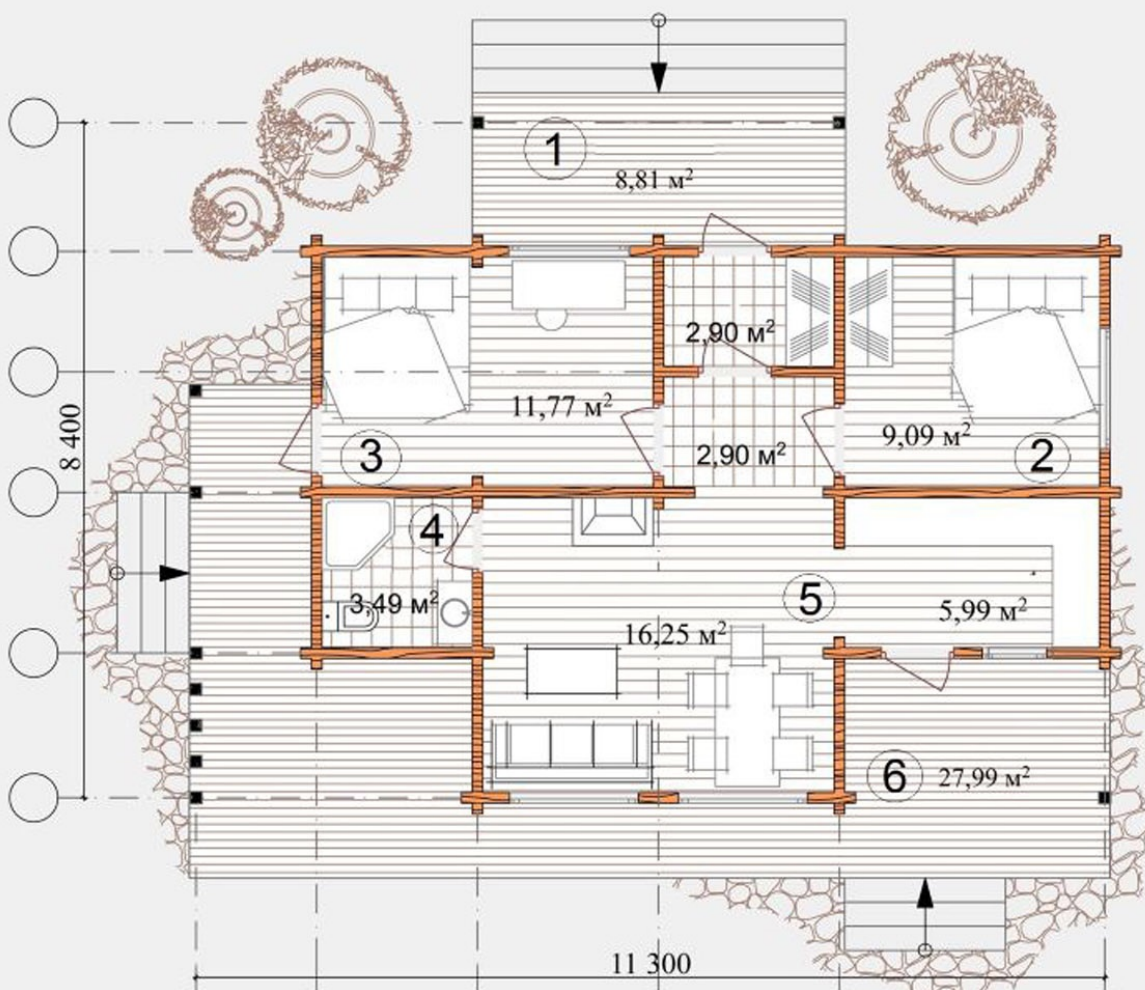 1
8,81 м²
2,90 м²
11,77 м²
3
2,90 м²
9,09 м²
2
8 400
4
3,49 м²
5
5,99 м²
16,25 м²
6
27,99 м²
11 300